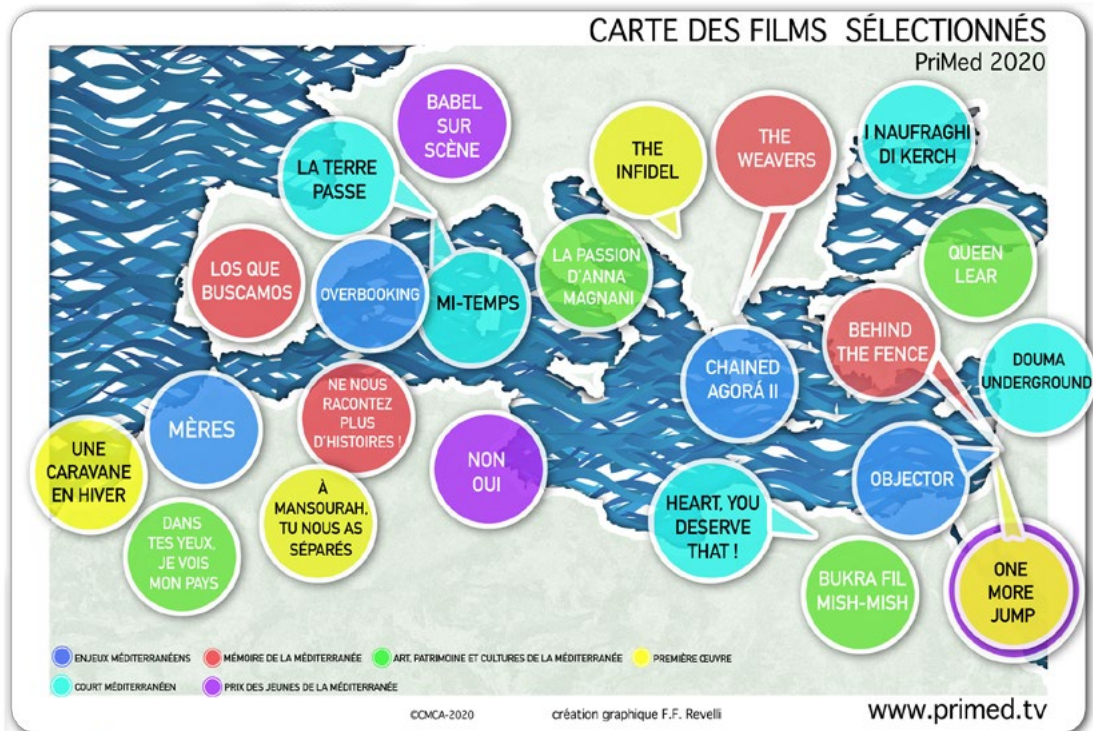 CARTE DES FILMS SÉLECTIONNÉS
PriMed 2020
BABEL
SUR
SCÈNE
LA TERRE
PASSE
THE
INFIDEL
THE
WEAVERS
I NAUFRAGHI
DI KERCH
LOS QUE
BUSCAMOS
OVERBOOKING
MI-TEMPS
LA PASSION
D'ANNA
MAGNANI
QUEEN
LEAR
BEHIND
THE FENCE
CHAINED
AGORÁ II
DOUMA
UNDERGROUND
MÈRES
NE NOUS
RACONTEZ
PLUS
D'HISTOIRES !
UNE
CARAVANE
EN HIVER
NON
OUI
OBJECTOR
À
MANSOURAH,
TU NOUS AS
SÉPARÉS
HEART, YOU
DESERVE
THAT !
DANS
TES YEUX,
JE VOIS
MON PAYS
BUKRA FIL
MISH-MISH
ONE
MORE
JUMP
ENJEUX MÉDITERRANÉENS
MÉMOIRE DE LA MÉDITERRANÉE
ART, PATRIMOINE ET CULTURES DE LA MÉDITERRANÉE
PREMIÈRE ŒUVRE
COURT MÉDITERRANÉEN
PRIX DES JEUNES DE LA MÉDITERRANÉE
©CMCA-2020
création graphique F.F. Revelli
www.primed.tv